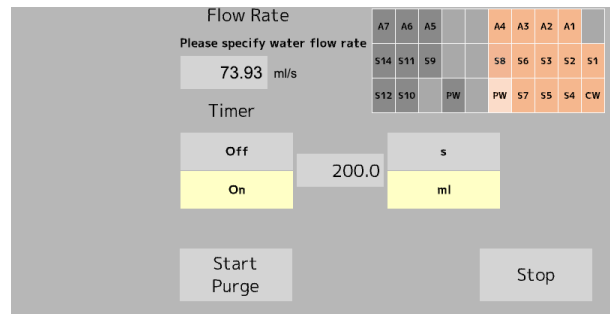 Flow Rate
Please specify water flow rate
73.93 ml/s
Timer
Off
On
200.0
s
ml
Start
Purge
Stop
A7 A6 A5 A4 A3 A2 A1
S14 S11 S9 S8 S6 S3 S2 S1
S12 S10 PW PW S7 S5 S4 CW